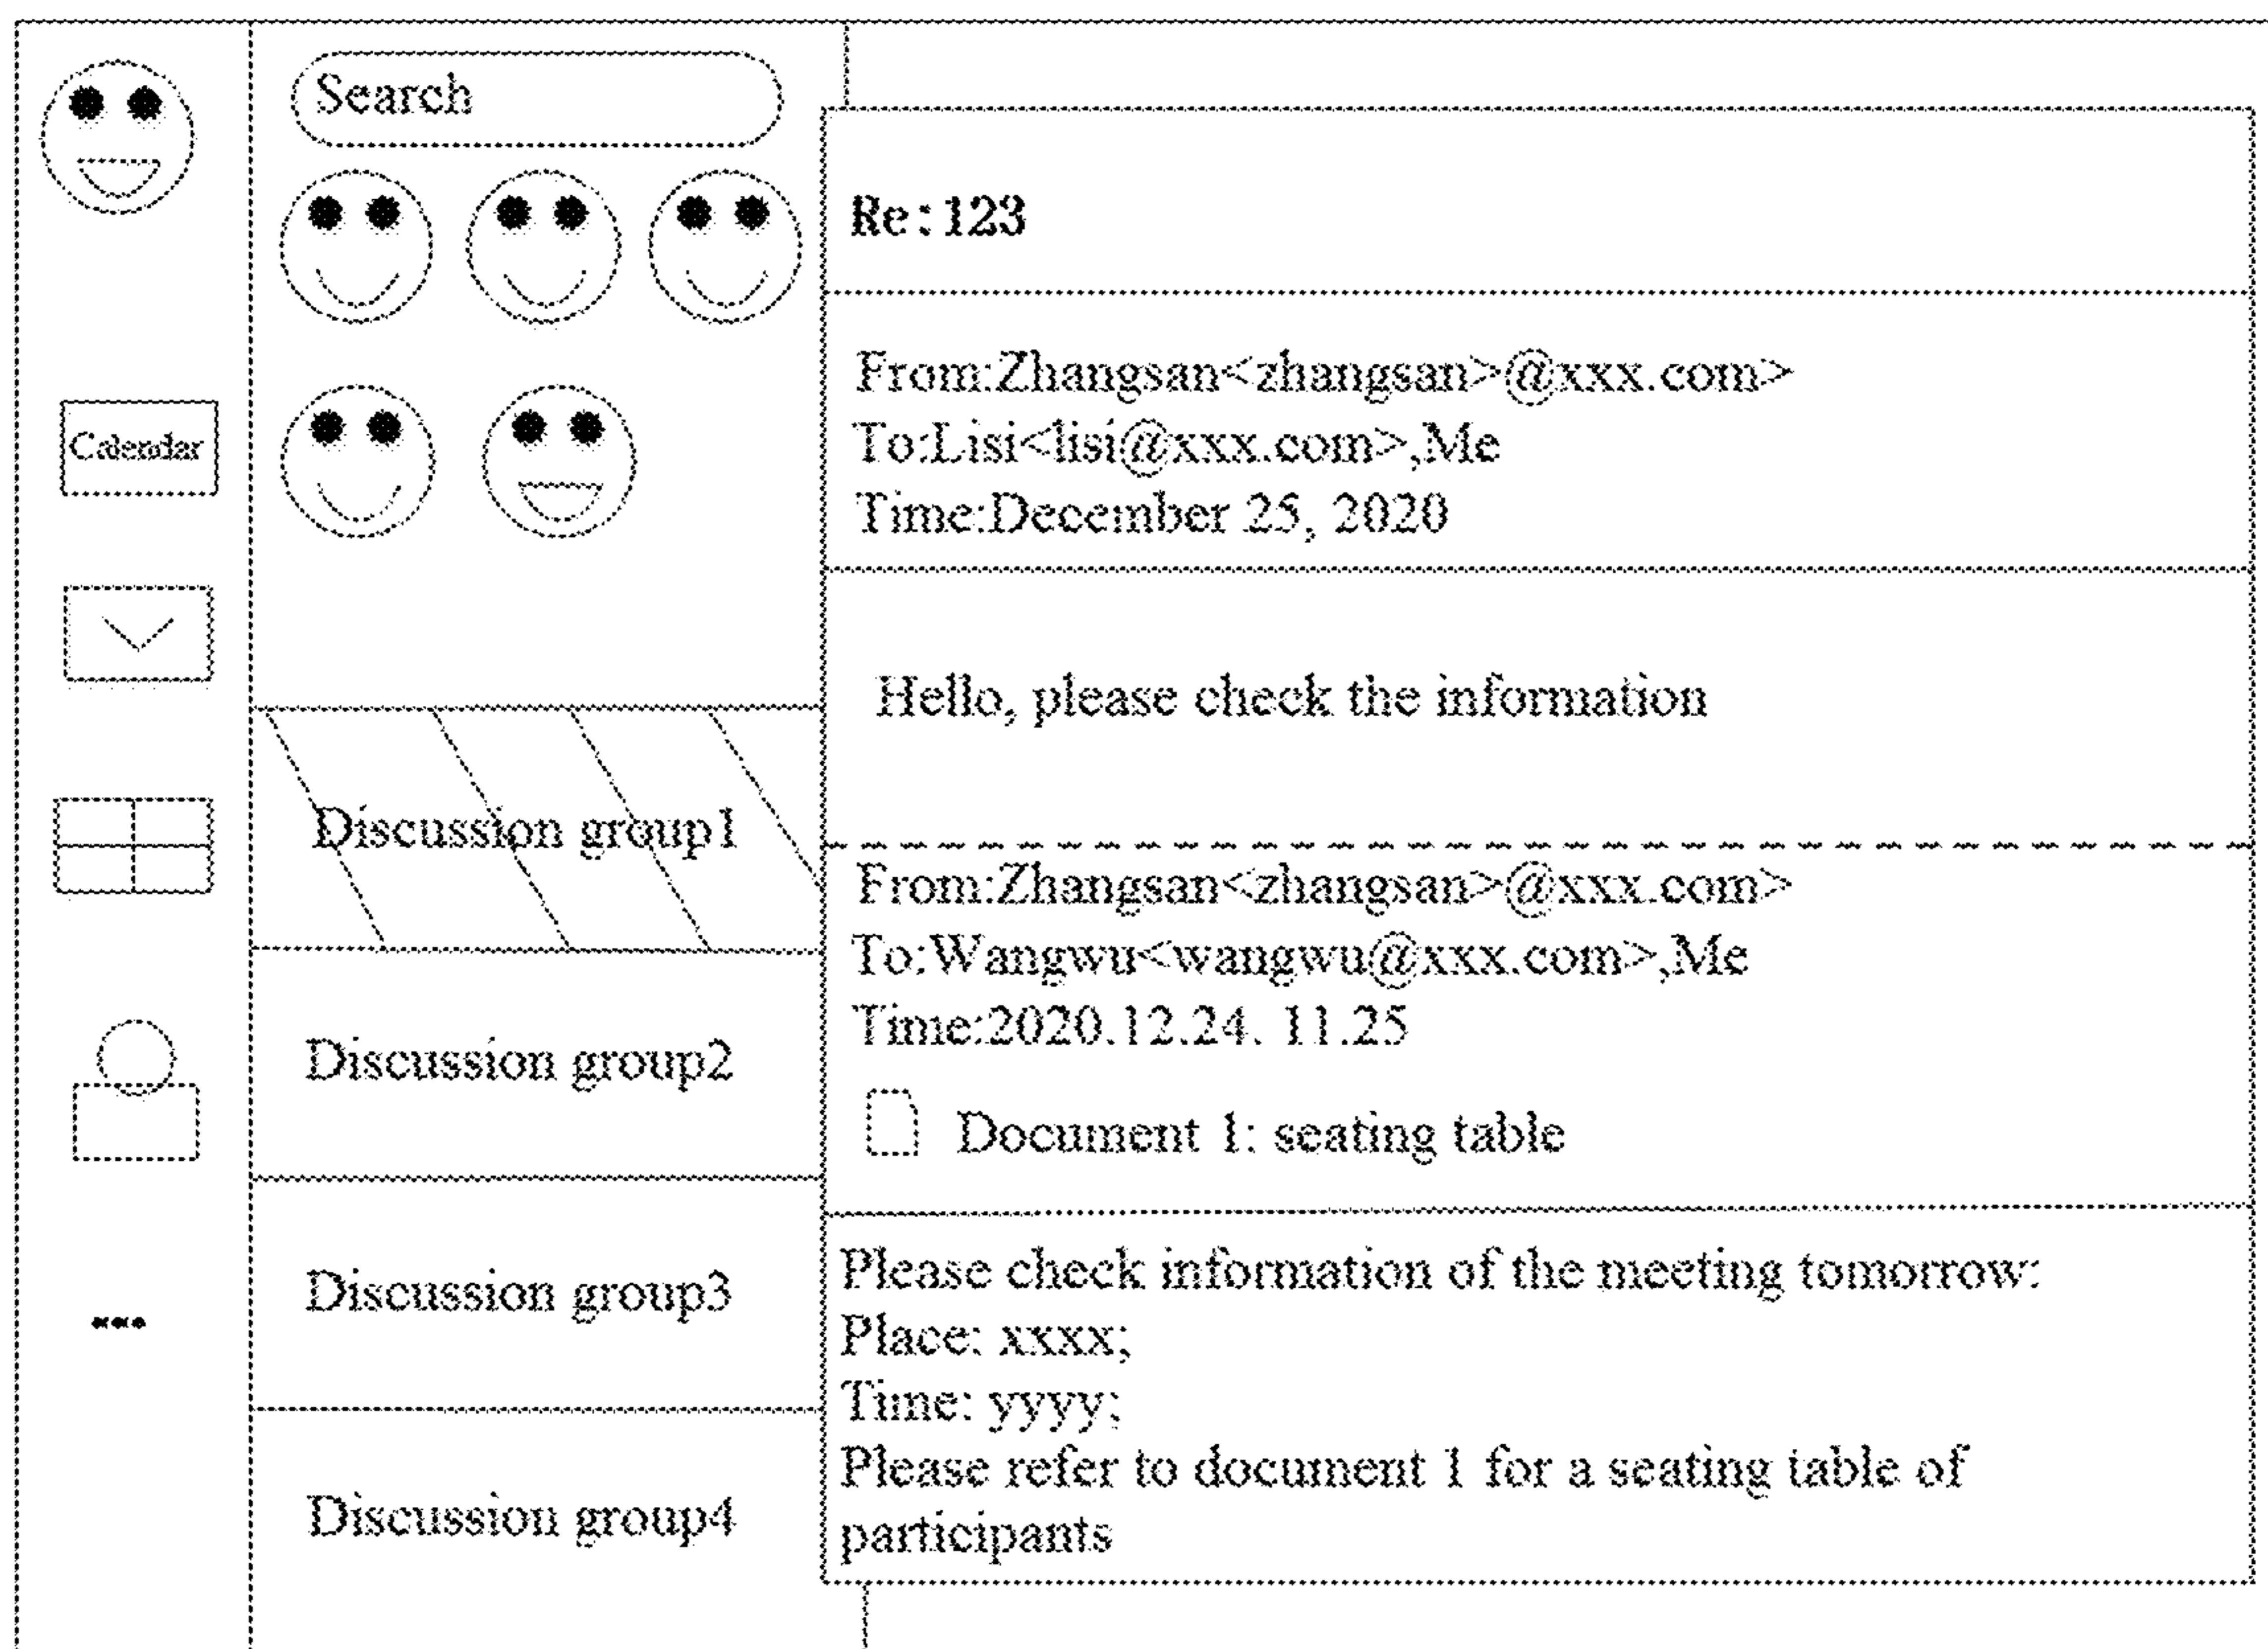 Search
Calendar
Discussion group1
Discussion group2
Discussion group3
Discussion group4
Re:123
From:Zhangsan<zhangsan>@xxx.com>
To:Lisi<lisi@xxx.com>,Me
Time:December 25, 2020
Hello, please check the information
From:Zhangsan<zhangsan>@xxx.com>
To:Wangwu<wangwu@xxx.com>,Me
Time:2020.12.24. 11.25
Document 1: seating table
Please check information of the meeting tomorrow:
Place: xxxx;
Time: yyyy;
Please refer to document 1 for a seating table of
participants